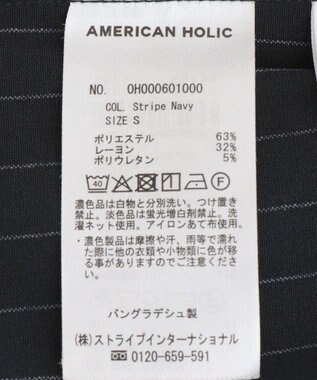 AMERICAN HOLIC
NO. OH000601000
COL. Stripe Navy
SIZE S
ポリエステル 63%
レーヨン 32%
ポリウレタン 5%
40 F
濃色品は白物と分別洗い。つけ置き
禁止。淡色品は蛍光増白剤禁止。洗
濯ネット使用。アイロンあて布使用。
・濃色製品は摩擦や汗、雨等で濡れ
た際に他の衣類や小物類に色が移
る事がありますのでご注意くださ
い。
バングラデシュ製
(株)ストライプインターナショナル
0120-659-591